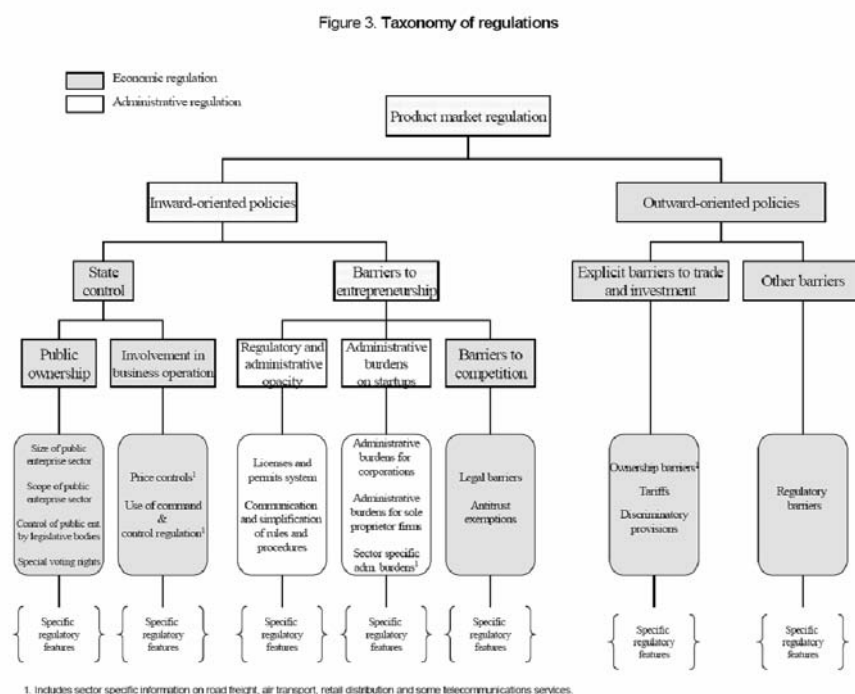 Figure 3. Taxonomy of regulations
Economic regulation
Administrative regulation
Product market regulation
Inward-oriented policies
Outward-oriented policies
State
control
Barriers to
entrepreneurship
Explicit barriers to trade
and investment
Other barriers
Public
ownership
Involvement in
business operation
Regulatory and
administrative
opacity
Administrative
burdens
on startups
Barriers to
competition
Size of public
enterprise sector
Scope of public
enterprise sector
Control of public ent.
by legislative bodies
Special voting rights
Price controls¹
Use of command
&
control regulation¹
Licenses and
permits system
Communication
and simplification
of rules and
procedures
Administrative
burdens for
corporations
Administrative
burdens for sole
proprietor firms
Sector specific
adm. burdens¹
Legal barriers
Antitrust
exemptions
Ownership barriers
Tariffs
Discriminatory
provisions
Regulatory
barriers
Specific
regulatory
features
Specific
regulatory
features
Specific
regulatory
features
Specific
regulatory
features
Specific
regulatory
features
Specific
regulatory
features
Specific
regulatory
features
1. Includes sector specific information on road freight, air transport, retail distribution and some telecommunications services.